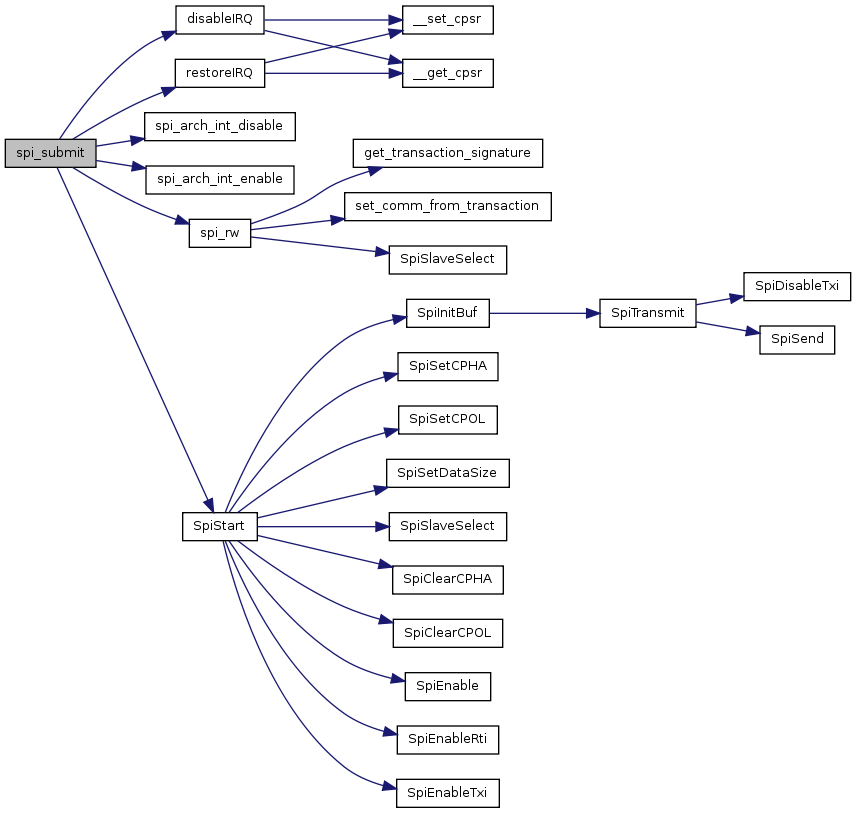 disableIRQ
__set_cpsr
restoreIRQ
__get_cpsr
spi_arch_int_disable
spi_submit
get_transaction_signature
spi_arch_int_enable
set_comm_from_transaction
spi_rw
SpiSlaveSelect
SpiDisableTxi
SpiInitBuf
SpiTransmit
SpiSend
SpiSetCPHA
SpiSetCPOL
SpiSetDataSize
SpiStart
SpiSlaveSelect
SpiClearCPHA
SpiClearCPOL
SpiEnable
SpiEnableRti
SpiEnableTxi